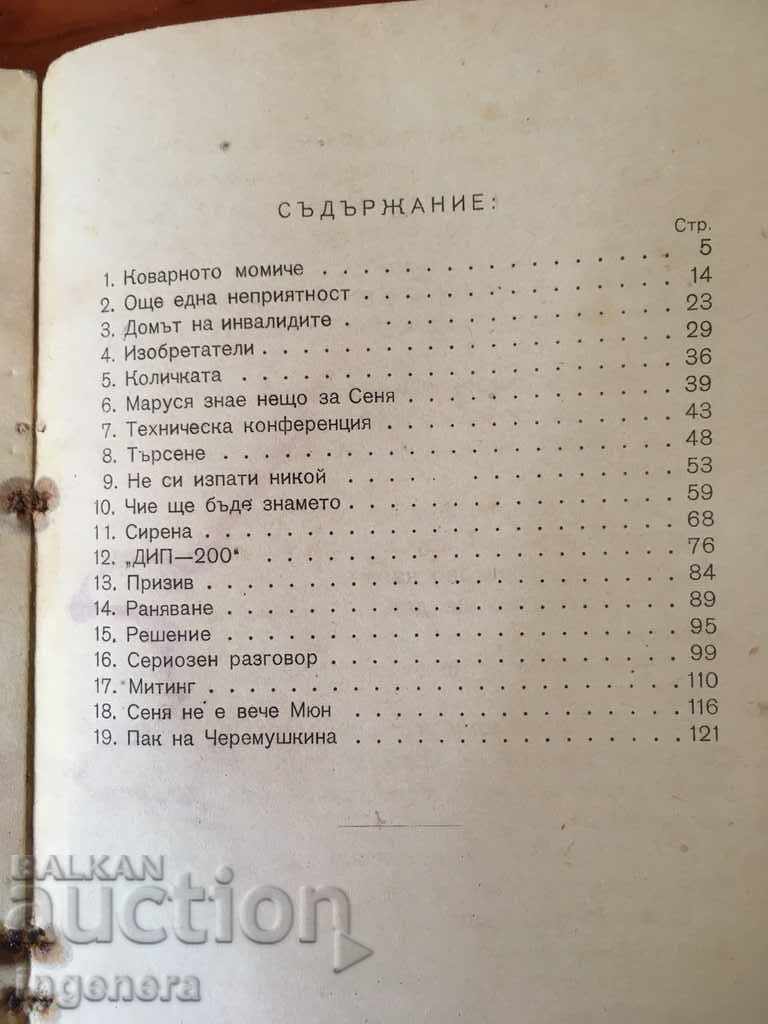 СЪДЪРЖАНИЕ:
Стр.
1. Коварното момиче . . . . . . . . . . . . . . . 5
2. Още една неприятност . . . . . . . . . . . . . 14
3. Домът на инвалидите . . . . . . . . . . . . . 23
4. Изобретатели . . . . . . . . . . . . . . . . . 29
5. Количката . . . . . . . . . . . . . . . . . . 36
6. Маруся знае нещо за Сеня . . . . . . . . . . . 39
7. Техническа конференция . . . . . . . . . . . . 43
8. Търсене . . . . . . . . . . . . . . . . . . . 48
9. Не си изпати никой . . . . . . . . . . . . . . 53
10. Чие ще бъде знамето . . . . . . . . . . . . . 59
11. Сирена . . . . . . . . . . . . . . . . . . . 68
12. „ДИП—200“ . . . . . . . . . . . . . . . . . 76
13. Призив . . . . . . . . . . . . . . . . . . . 84
14. Раняване . . . . . . . . . . . . . . . . . . 89
15. Решение . . . . . . . . . . . . . . . . . . 95
16. Сериозен разговор . . . . . . . . . . . . . . 99
17. Митинг . . . . . . . . . . . . . . . . . . . 110
18. Сеня не е вече Мюн . . . . . . . . . . . . . 116
19. Пак на Черемушкина . . . . . . . . . . . . . 121
BALKAN
auction
Ingenera